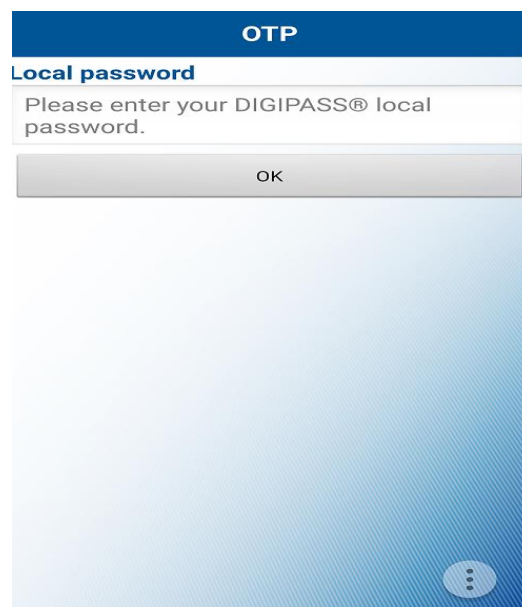 OTP
Local password
Please enter your DIGIPASS® local
password.
OK